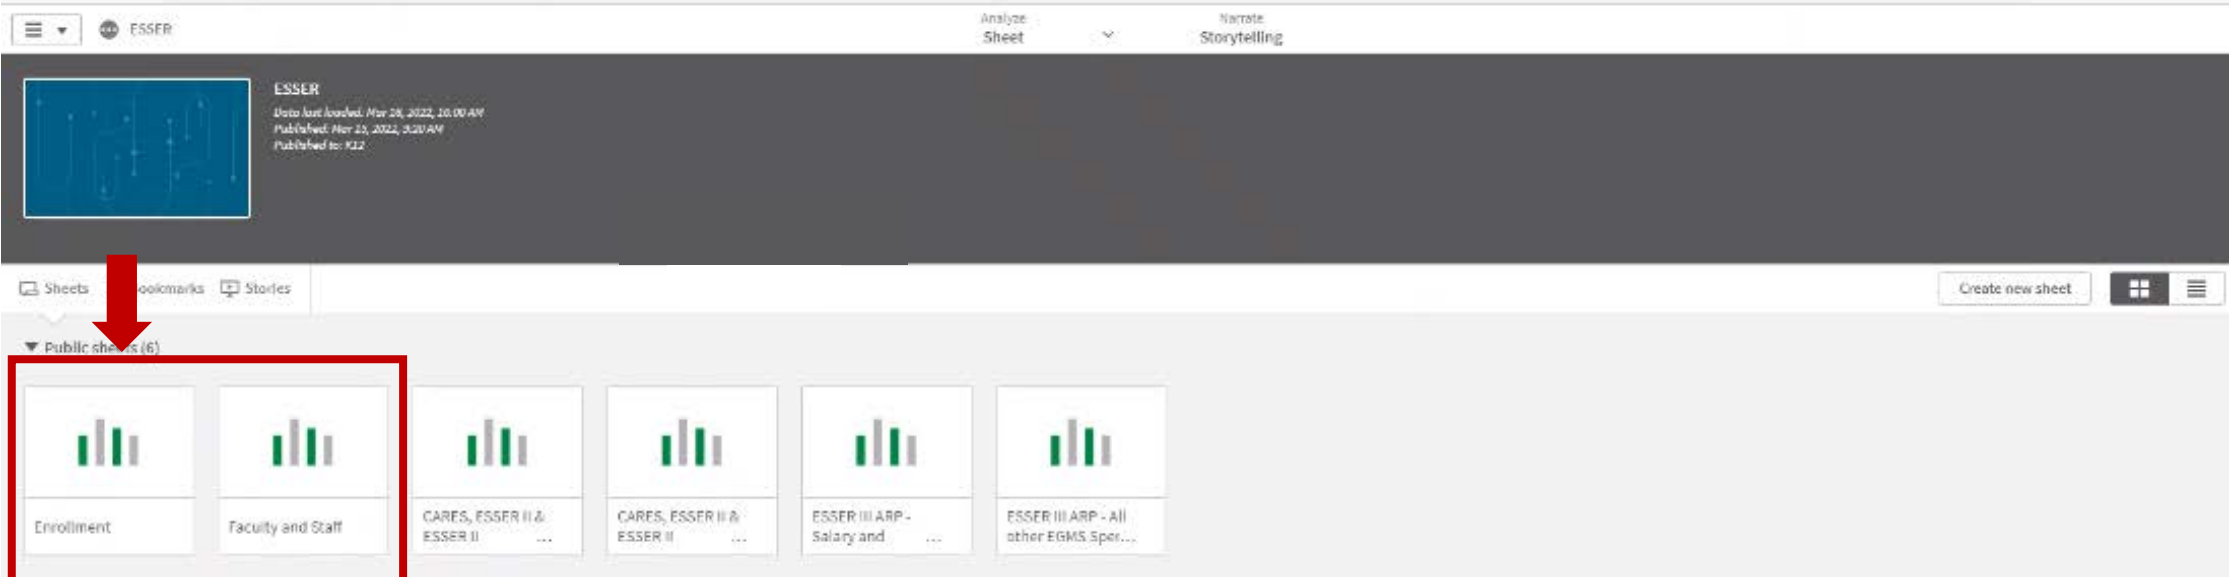 ESSER
Analyze
Sheet
Narrate
Storytelling
ESSER
Data last loaded: Mar 28, 2022, 10:00 AM
Published: Mar 15, 2022, 9:20 AM
Published to: K12
Sheets
ookmarks
Stories
Create new sheet
Public sheets (6)
Enrollment
Faculty and Staff
CARES, ESSER II &
ESSER II ...
CARES, ESSER II &
ESSER II ...
ESSER III ARP -
Salary and ...
ESSER III ARP - All
other EGMS Sper...